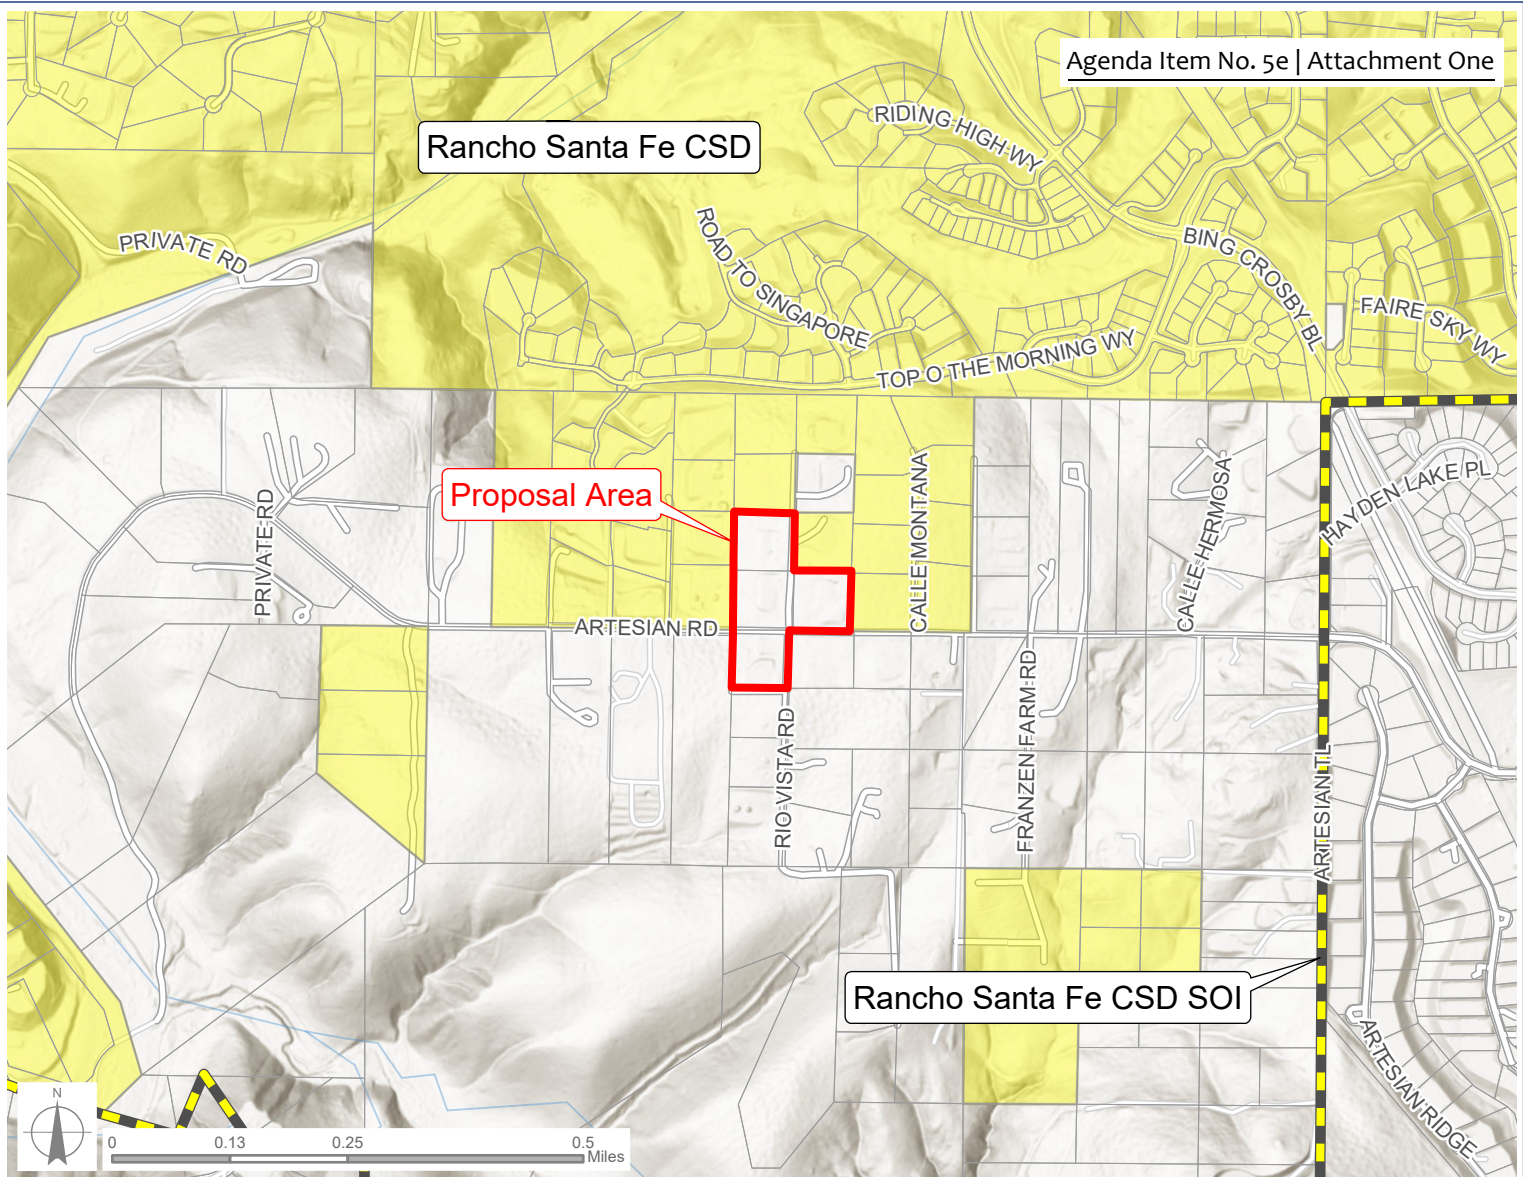 Agenda Item No. 5e | Attachment One
RIDING HIGH WY
Rancho Santa Fe CSD
PRIVATE RD
ROAD TO SINGAPORE
BING CROSBY BL
FAIRE SKY WY
TOP O THE MORNING WY
Proposal Area
PRIVATE RD
CALLE MONTANA
CALLE HERMOSA
HAYDEN LAKE PL
ARTESIAN RD
RIO VISTA RD
FRANZEN FARM RD
ARTESIAN TL
Rancho Santa Fe CSD SOI
ARTESIAN RIDGE
N
0 0.13 0.25 0.5
Miles